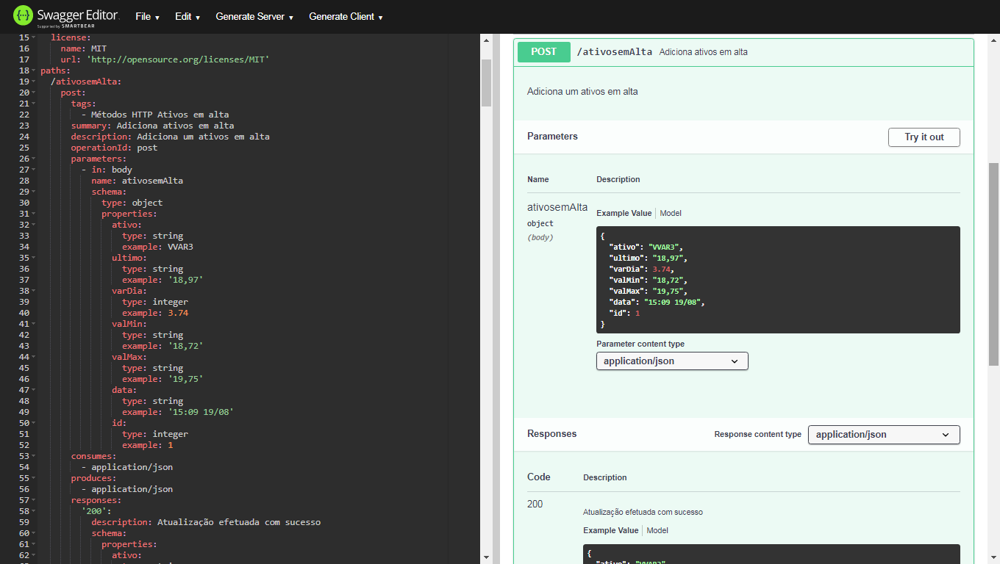 Swagger Editor
Supported by SMARTBEAR
File
Edit
Generate Server
Generate Client
15 license:
16 name: MIT
17 url: 'http://opensource.org/licenses/MIT'
18 paths:
19 /ativosemAlta:
20 post:
21 tags:
22 - Métodos HTTP Ativos em alta
23 summary: Adiciona ativos em alta
24 description: Adiciona um ativos em alta
25 operationId: post
26 parameters:
27 - in: body
28 name: ativosemAlta
29 schema:
30 type: object
31 properties:
32 ativo:
33 type: string
34 example: VVAR3
35 ultimo:
36 type: string
37 example: '18,97'
38 varDia:
39 type: integer
40 example: 3.74
41 valMin:
42 type: string
43 example: '18,72'
44 valMax:
45 type: string
46 example: '19,75'
47 data:
48 type: string
49 example: '15:09 19/08'
50 id:
51 type: integer
52 example: 1
53 consumes:
54 - application/json
55 produces:
56 - application/json
57 responses:
58 '200':
59 description: Atualização efetuada com sucesso
60 schema:
61 properties:
62 ativo:
POST /ativosemAlta Adiciona ativos em alta
Adiciona um ativos em alta
Parameters
Try it out
Name Description
ativosemAlta
object
(body)
Example Value Model
{
"ativo": "VVAR3",
"ultimo": "18,97",
"varDia": 3.74,
"valMin": "18,72",
"valMax": "19,75",
"data": "15:09 19/08",
"id": 1
}
Parameter content type
application/json
Responses
Response content type
application/json
Code Description
200
Atualização efetuada com sucesso
Example Value Model
{
"ativo": "VVAR3",